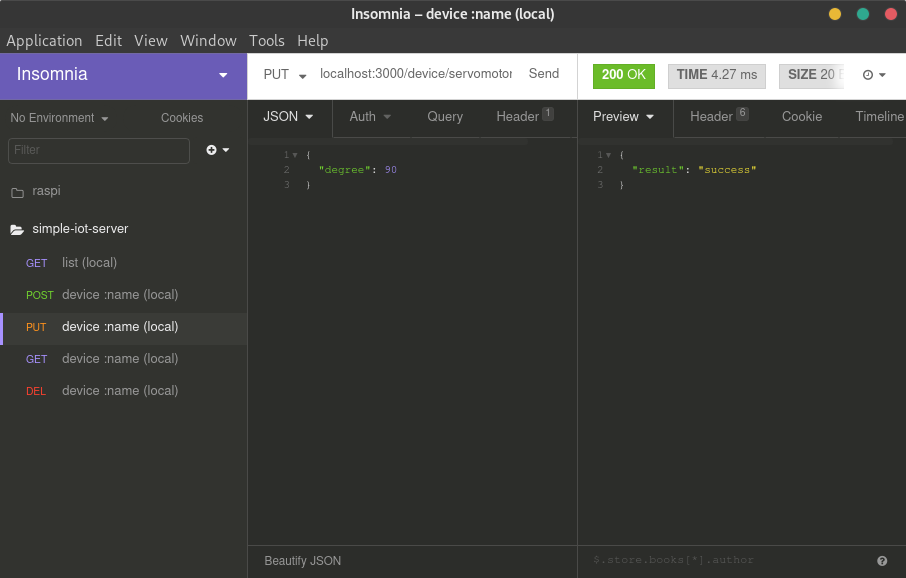 Insomnia – device :name (local)
Application Edit View Window Tools Help
Insomnia
PUT localhost:3000/device/servomotor Send
200 OK TIME 4.27 ms SIZE 20 B
No Environment Cookies
JSON Auth Query Header 1
Preview Header 6 Cookie Timeline
Filter
1 {
2 "degree": 90
3 }
1 {
2 "result": "success"
3 }
raspi
simple-iot-server
GET list (local)
POST device :name (local)
PUT device :name (local)
GET device :name (local)
DEL device :name (local)
Beautify JSON
$.store.books[*].author